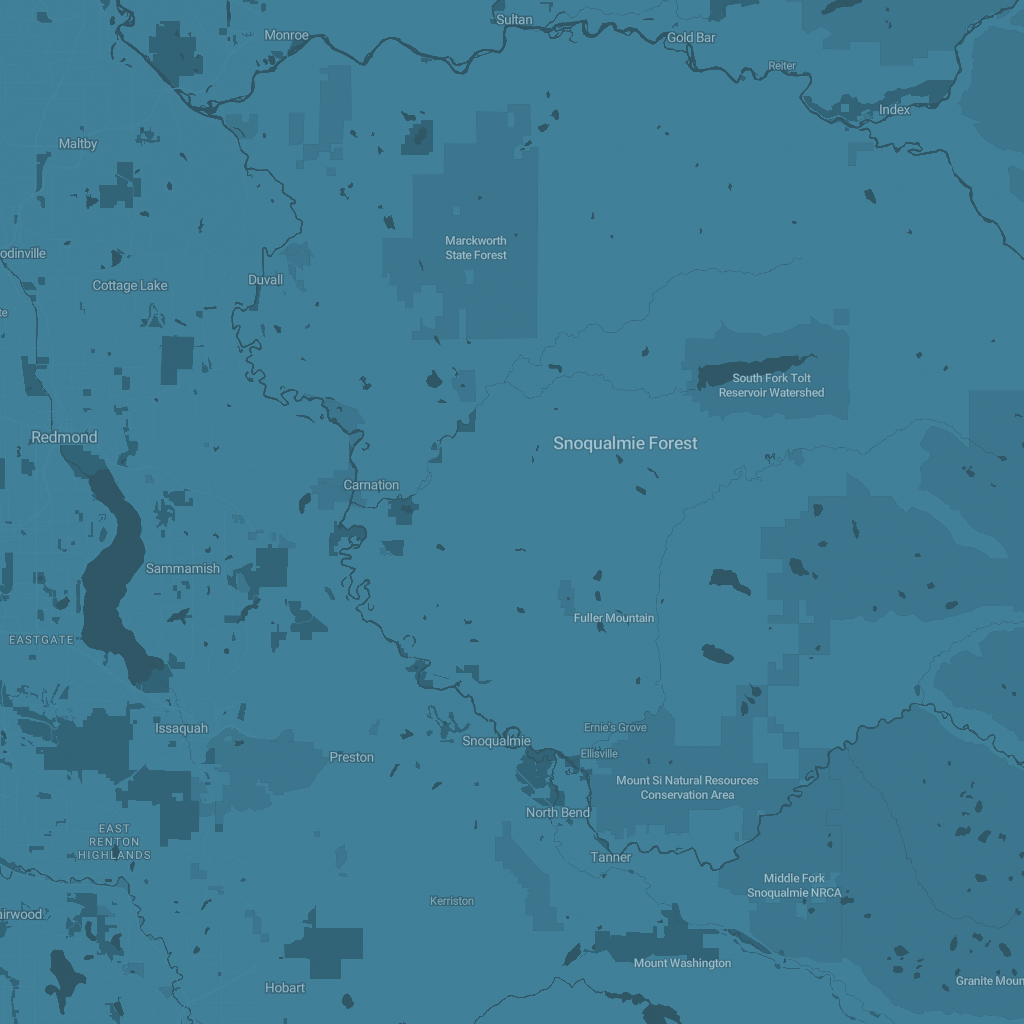 Sultan
Monroe
Gold Bar
Reiter
Index
Maltby
Marckworth
State Forest
odinville
Duvall
Cottage Lake
te
South Fork Tolt
Reservoir Watershed
Redmond
Snoqualmie Forest
Carnation
Sammamish
Fuller Mountain
EASTGATE
Issaquah
Ernie's Grove
Snoqualmie
Ellisville
Preston
Mount Si Natural Resources
Conservation Area
North Bend
EAST
RENTON
HIGHLANDS
Tanner
Middle Fork
Snoqualmie NRCA
Kerriston
airwood
Mount Washington
Granite Moun
Hobart